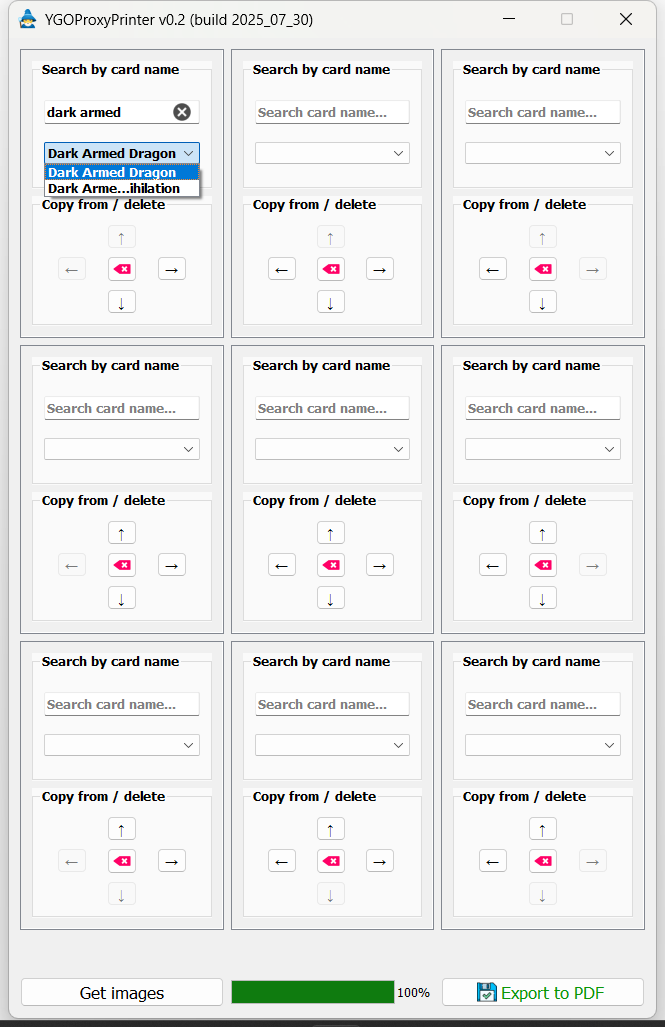 YGOProxyPrinter v0.2 (build 2025_07_30)
Search by card name Search by card name Search by card name
dark armed Search card name... Search card name...
Dark Armed Dragon
Dark Armed Dragon
Dark Arme...ihilation
Copy from / delete Copy from / delete Copy from / delete
↑ ↑ ↑
← → ← → ← →
↓ ↓ ↓
Search by card name Search by card name Search by card name
Search card name... Search card name... Search card name...
Copy from / delete Copy from / delete Copy from / delete
↑ ↑ ↑
← → ← → ← →
↓ ↓ ↓
Search by card name Search by card name Search by card name
Search card name... Search card name... Search card name...
Copy from / delete Copy from / delete Copy from / delete
↑ ↑ ↑
← → ← → ← →
↓ ↓ ↓
Get images 100% Export to PDF